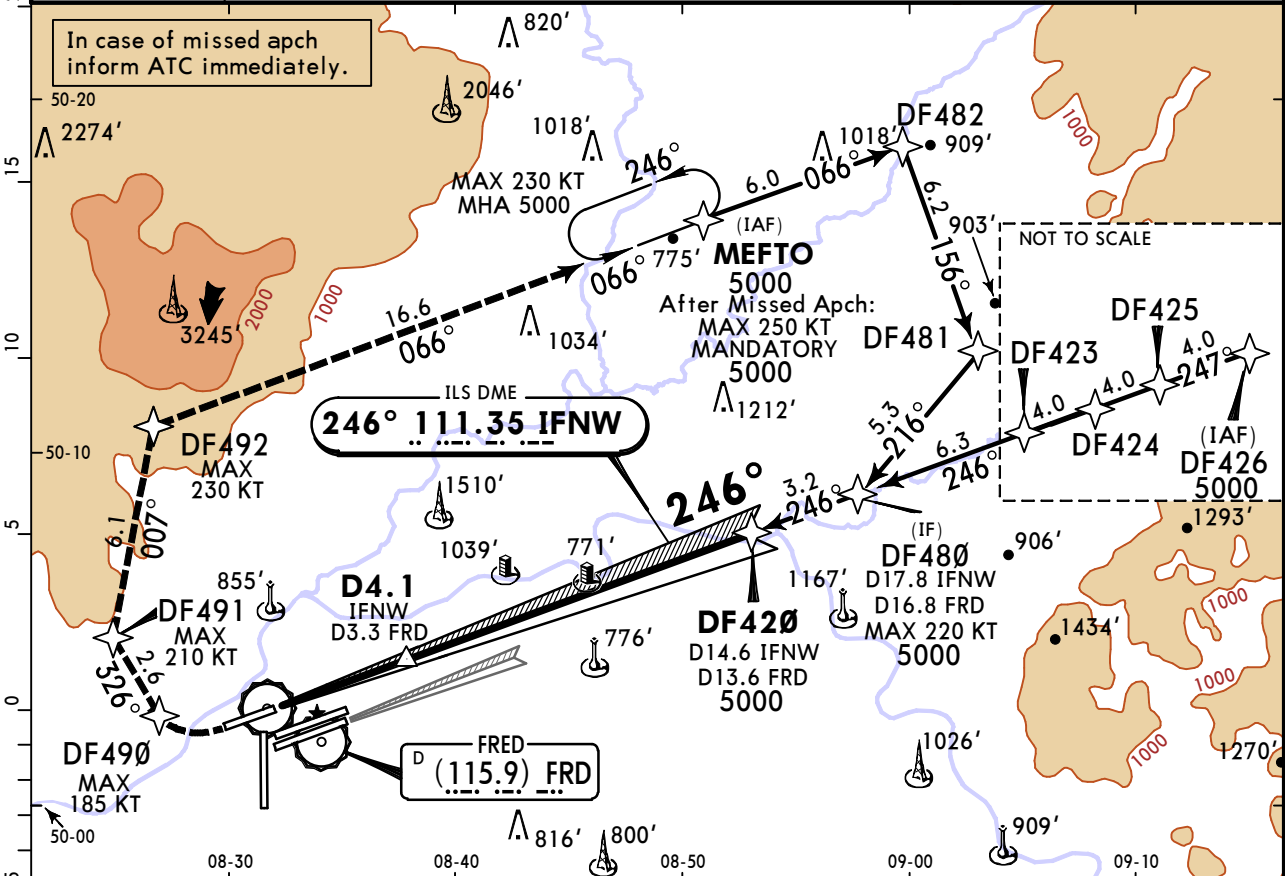 In case of missed apch
inform ATC immediately.
820'
50-20
2274'
2046'
1018'
1018'
DF482
909'
1000
15
246°
MAX 230 KT
MHA 5000
6.0
066°
(IAF)
MEFTO
5000
After Missed Apch:
MAX 250 KT
MANDATORY
5000
066°
775'
6.2
156°
903'
NOT TO SCALE
3245'
2000
1000
16.6
066°
1034'
DF481
DF425
DF423
4.0
247°
4.0
4.0
DF424
(IAF)
DF426
5000
10
ILS DME
246° 111.35 IFNW
1212'
5.3
216°
6.3
246°
DF492
MAX
230 KT
50-10
1510'
246°
3.2
246°
(IF)
DF48Ø
D17.8 IFNW
D16.8 FRD
MAX 220 KT
5000
1293'
906'
5
6.1
007°
1039'
771'
855'
D4.1
IFNW
D3.3 FRD
1167'
1000
DF491
MAX
210 KT
DF42Ø
D14.6 IFNW
D13.6 FRD
5000
776'
1434'
2.6
326°
1000
0
DF49Ø
MAX
185 KT
FRED
D (115.9) FRD
1026'
1000
1270'
50-00
816'
800'
909'
08-30
08-40
08-50
09-00
09-10